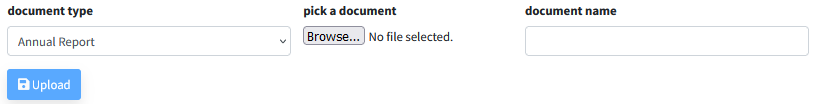 document type pick a document document name
Annual Report Browse... No file selected.
Upload